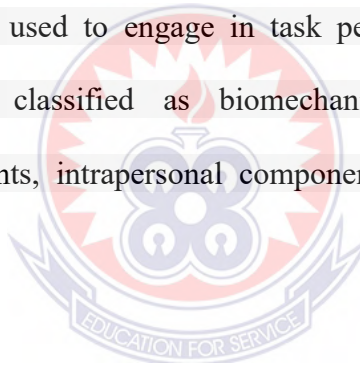 used to engage in task pe
classified as biomechan
nts, intrapersonal componen
EDUCATION FOR SERVICE